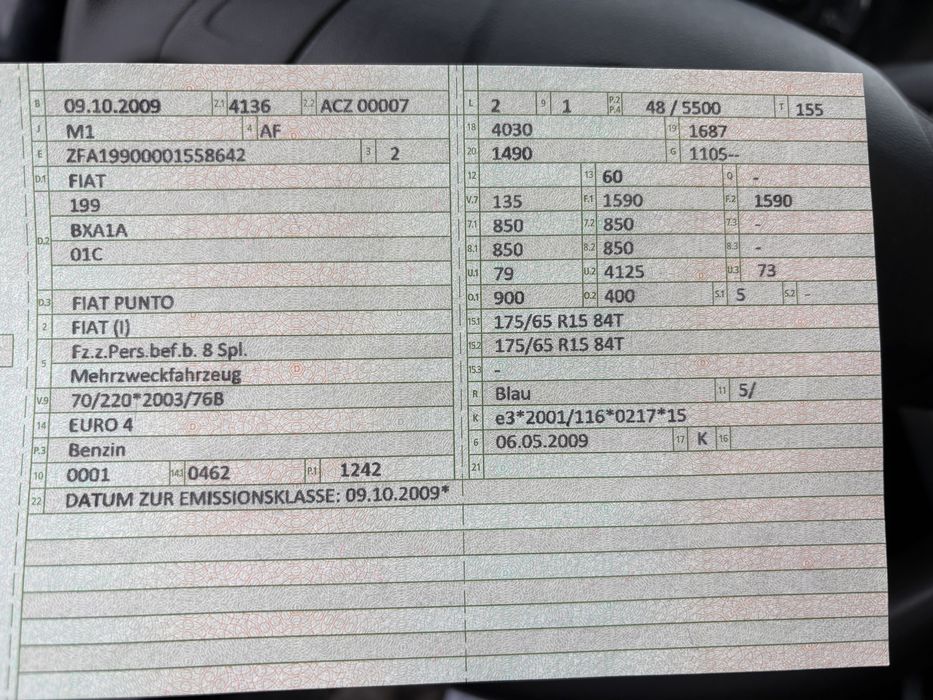 B 09.10.2009 2.1 4136 2.2 ACZ 00007
J M1 4 AF
E ZFA19900001558642 3 2
D.1 FIAT
199
D.2 BXA1A
01C
D.3 FIAT PUNTO
2 FIAT (I)
5 Fz.z.Pers.bef.b. 8 Spl.
Mehrzweckfahrzeug
V.9 70/220*2003/76B
14 EURO 4
P.3 Benzin
10 0001 14.1 0462 P.1 1242
22 DATUM ZUR EMISSIONSKLASSE: 09.10.2009*
L 2 9 1 P.2 P.4 48 / 5500 T 155
18 4030 19 1687
20 1490 G 1105--
12 13 60 Q -
V.7 135 F.1 1590 F.2 1590
7.1 850 7.2 850 7.3 -
8.1 850 8.2 850 8.3 -
U.1 79 U.2 4125 U.3 73
O.1 900 O.2 400 S.1 5 S.2 -
15.1 175/65 R15 84T
15.2 175/65 R15 84T
15.3 -
R Blau 11 5/
K e3*2001/116*0217*15
6 06.05.2009 17 K 16
21